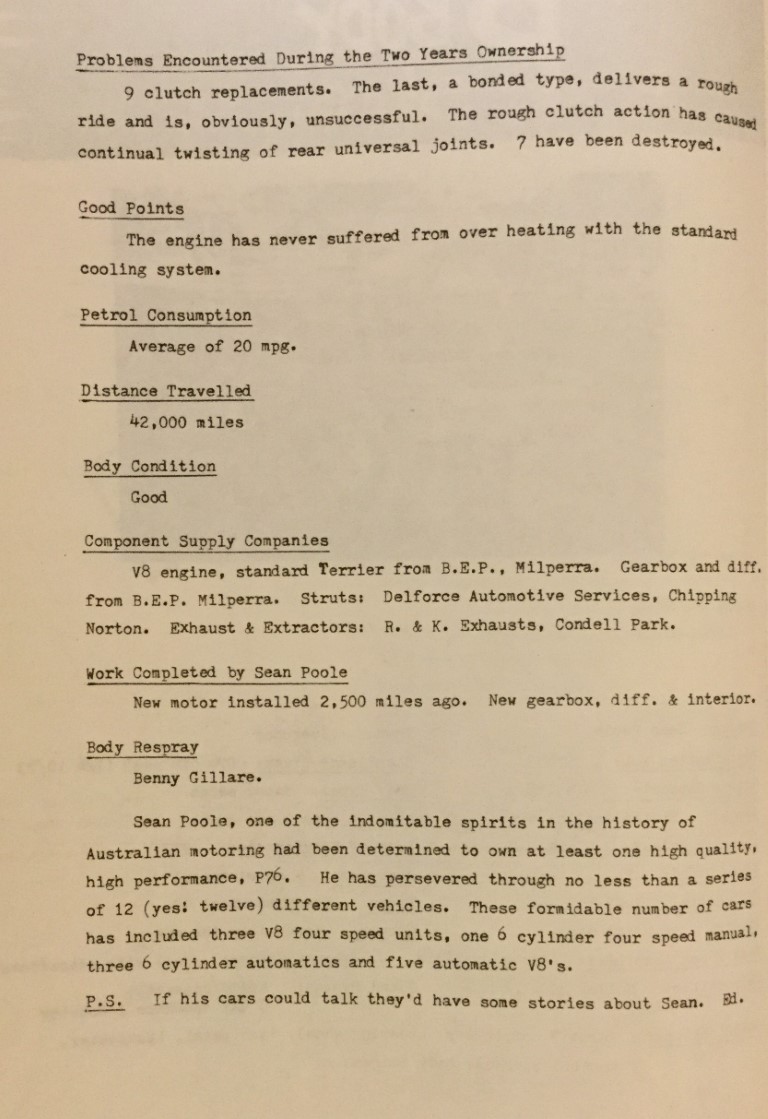 Problems Encountered During the Two Years Ownership
9 clutch replacements. The last, a bonded type, delivers a rough
ride and is, obviously, unsuccessful. The rough clutch action has caused
continual twisting of rear universal joints. 7 have been destroyed.
Good Points
The engine has never suffered from over heating with the standard
cooling system.
Petrol Consumption
Average of 20 mpg.
Distance Travelled
42,000 miles
Body Condition
Good
Component Supply Companies
V8 engine, standard Terrier from B.E.P., Milperra. Gearbox and diff.
from B.E.P. Milperra. Struts: Delforce Automotive Services, Chipping
Norton. Exhaust & Extractors: R. & K. Exhausts, Condell Park.
Work Completed by Sean Poole
New motor installed 2,500 miles ago. New gearbox, diff. & interior.
Body Respray
Benny Gillare.
Sean Poole, one of the indomitable spirits in the history of
Australian motoring had been determined to own at least one high quality,
high performance, P76. He has persevered through no less than a series
of 12 (yes! twelve) different vehicles. These formidable number of cars
has included three V8 four speed units, one 6 cylinder four speed manual,
three 6 cylinder automatics and five automatic V8's.
P.S. If his cars could talk they'd have some stories about Sean. Ed.